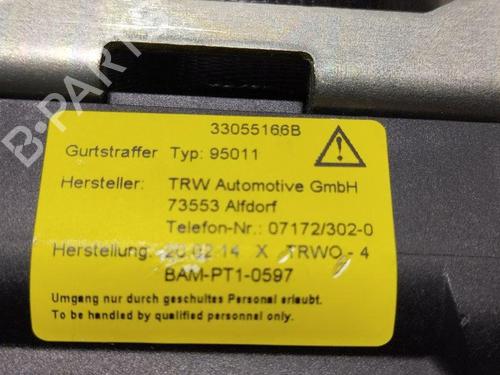 33055166B
Gurtstraffer Typ: 95011
Hersteller: TRW Automotive GmbH
73553 Alfdorf
Telefon-Nr.: 07172/302-0
Herstellung: 20.02.14 X TRWO - 4
BAM-PT1-0597
Umgang nur durch geschultes Personal erlaubt.
To be handled by qualified personnel only.
B-PARTS